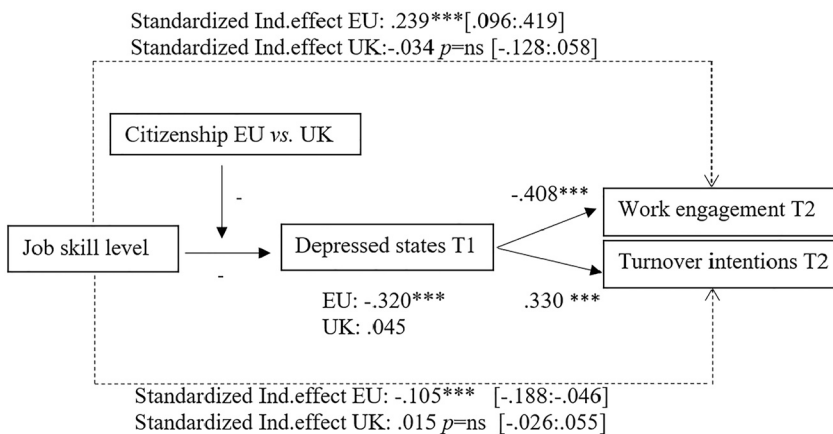 Standardized Ind.effect EU: .239***[.096:.419]
Standardized Ind.effect UK:-.034 p=ns [-.128:.058]
Citizenship EU vs. UK
-
-.408***
Work engagement T2
Job skill level
-
Depressed states T1
Turnover intentions T2
EU: -.320***
UK: .045
.330 ***
Standardized Ind.effect EU: -.105*** [-.188:-.046]
Standardized Ind.effect UK: .015 p=ns [-.026:.055]